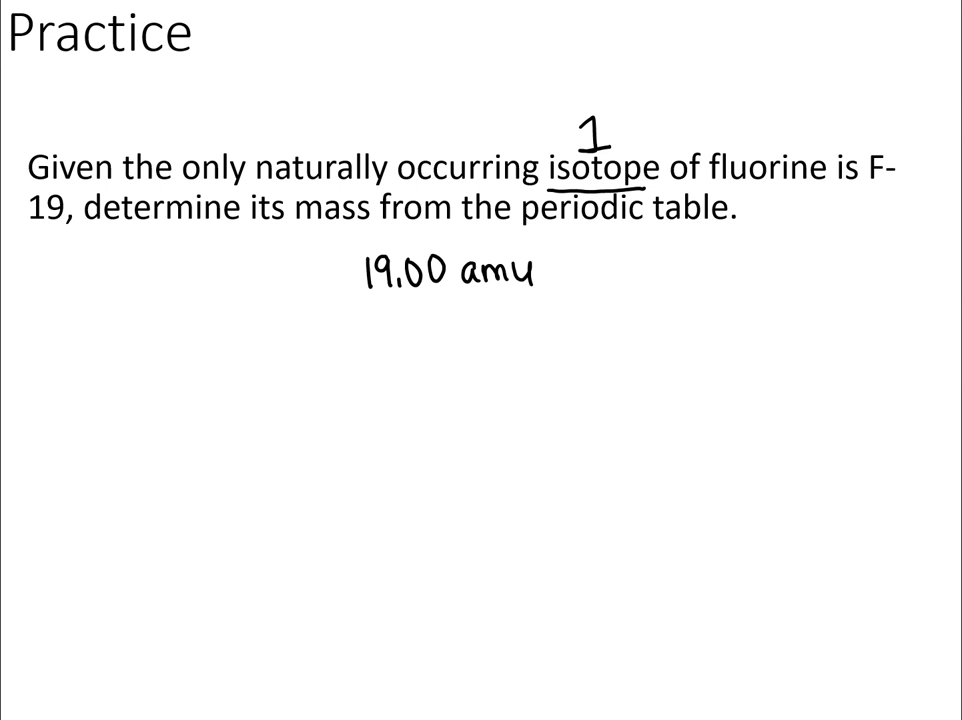 Practice
1
Given the only naturally occurring isotope of fluorine is F-
19, determine its mass from the periodic table.
19.00 amu